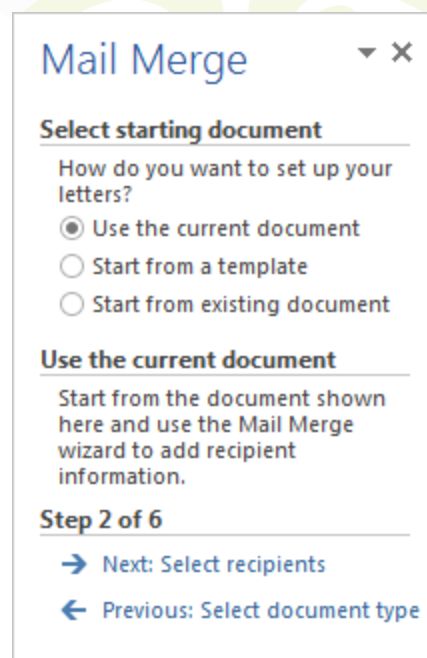 Mail Merge
Select starting document
How do you want to set up your
letters?
Use the current document
Start from a template
Start from existing document
Use the current document
Start from the document shown
here and use the Mail Merge
wizard to add recipient
information.
Step 2 of 6
Next: Select recipients
Previous: Select document type